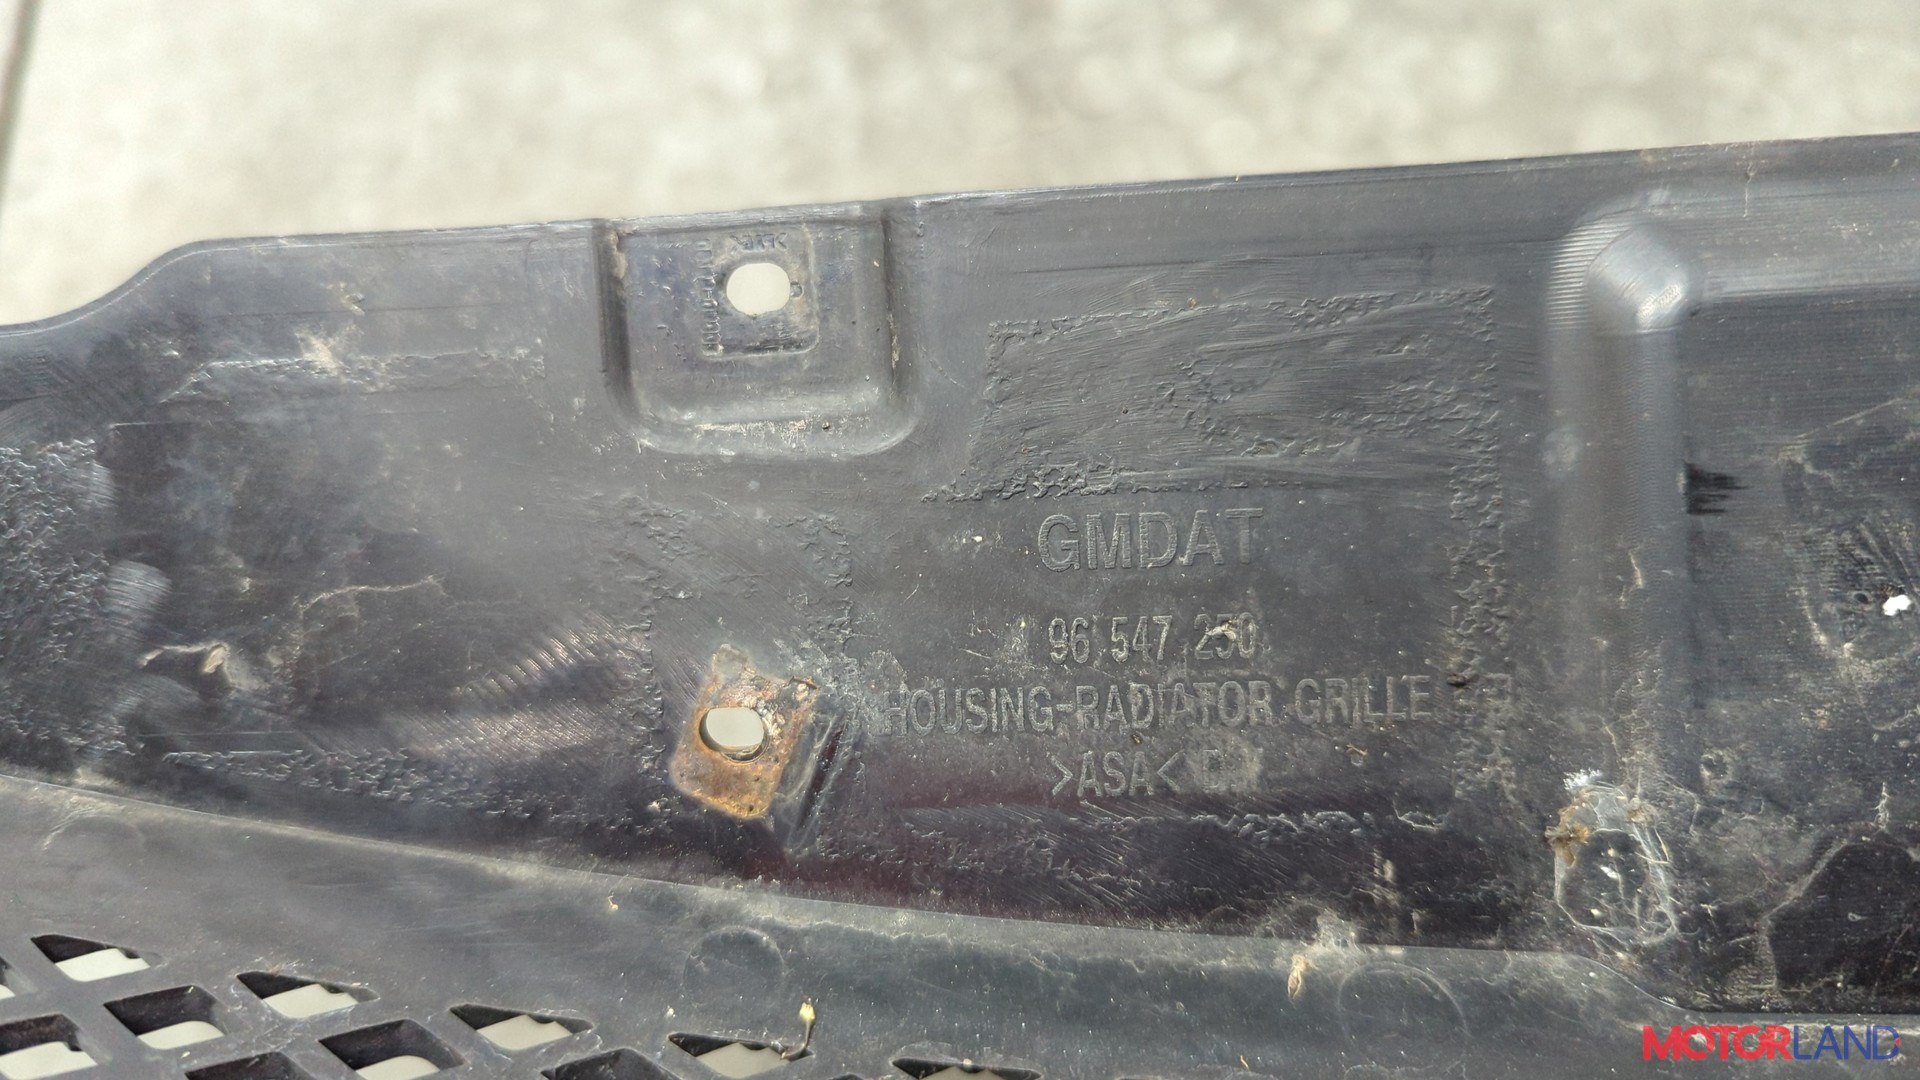 GMDAT
96 547 250
HOUSING-RADIATOR GRILLE
>ASA<
MOTORLAND